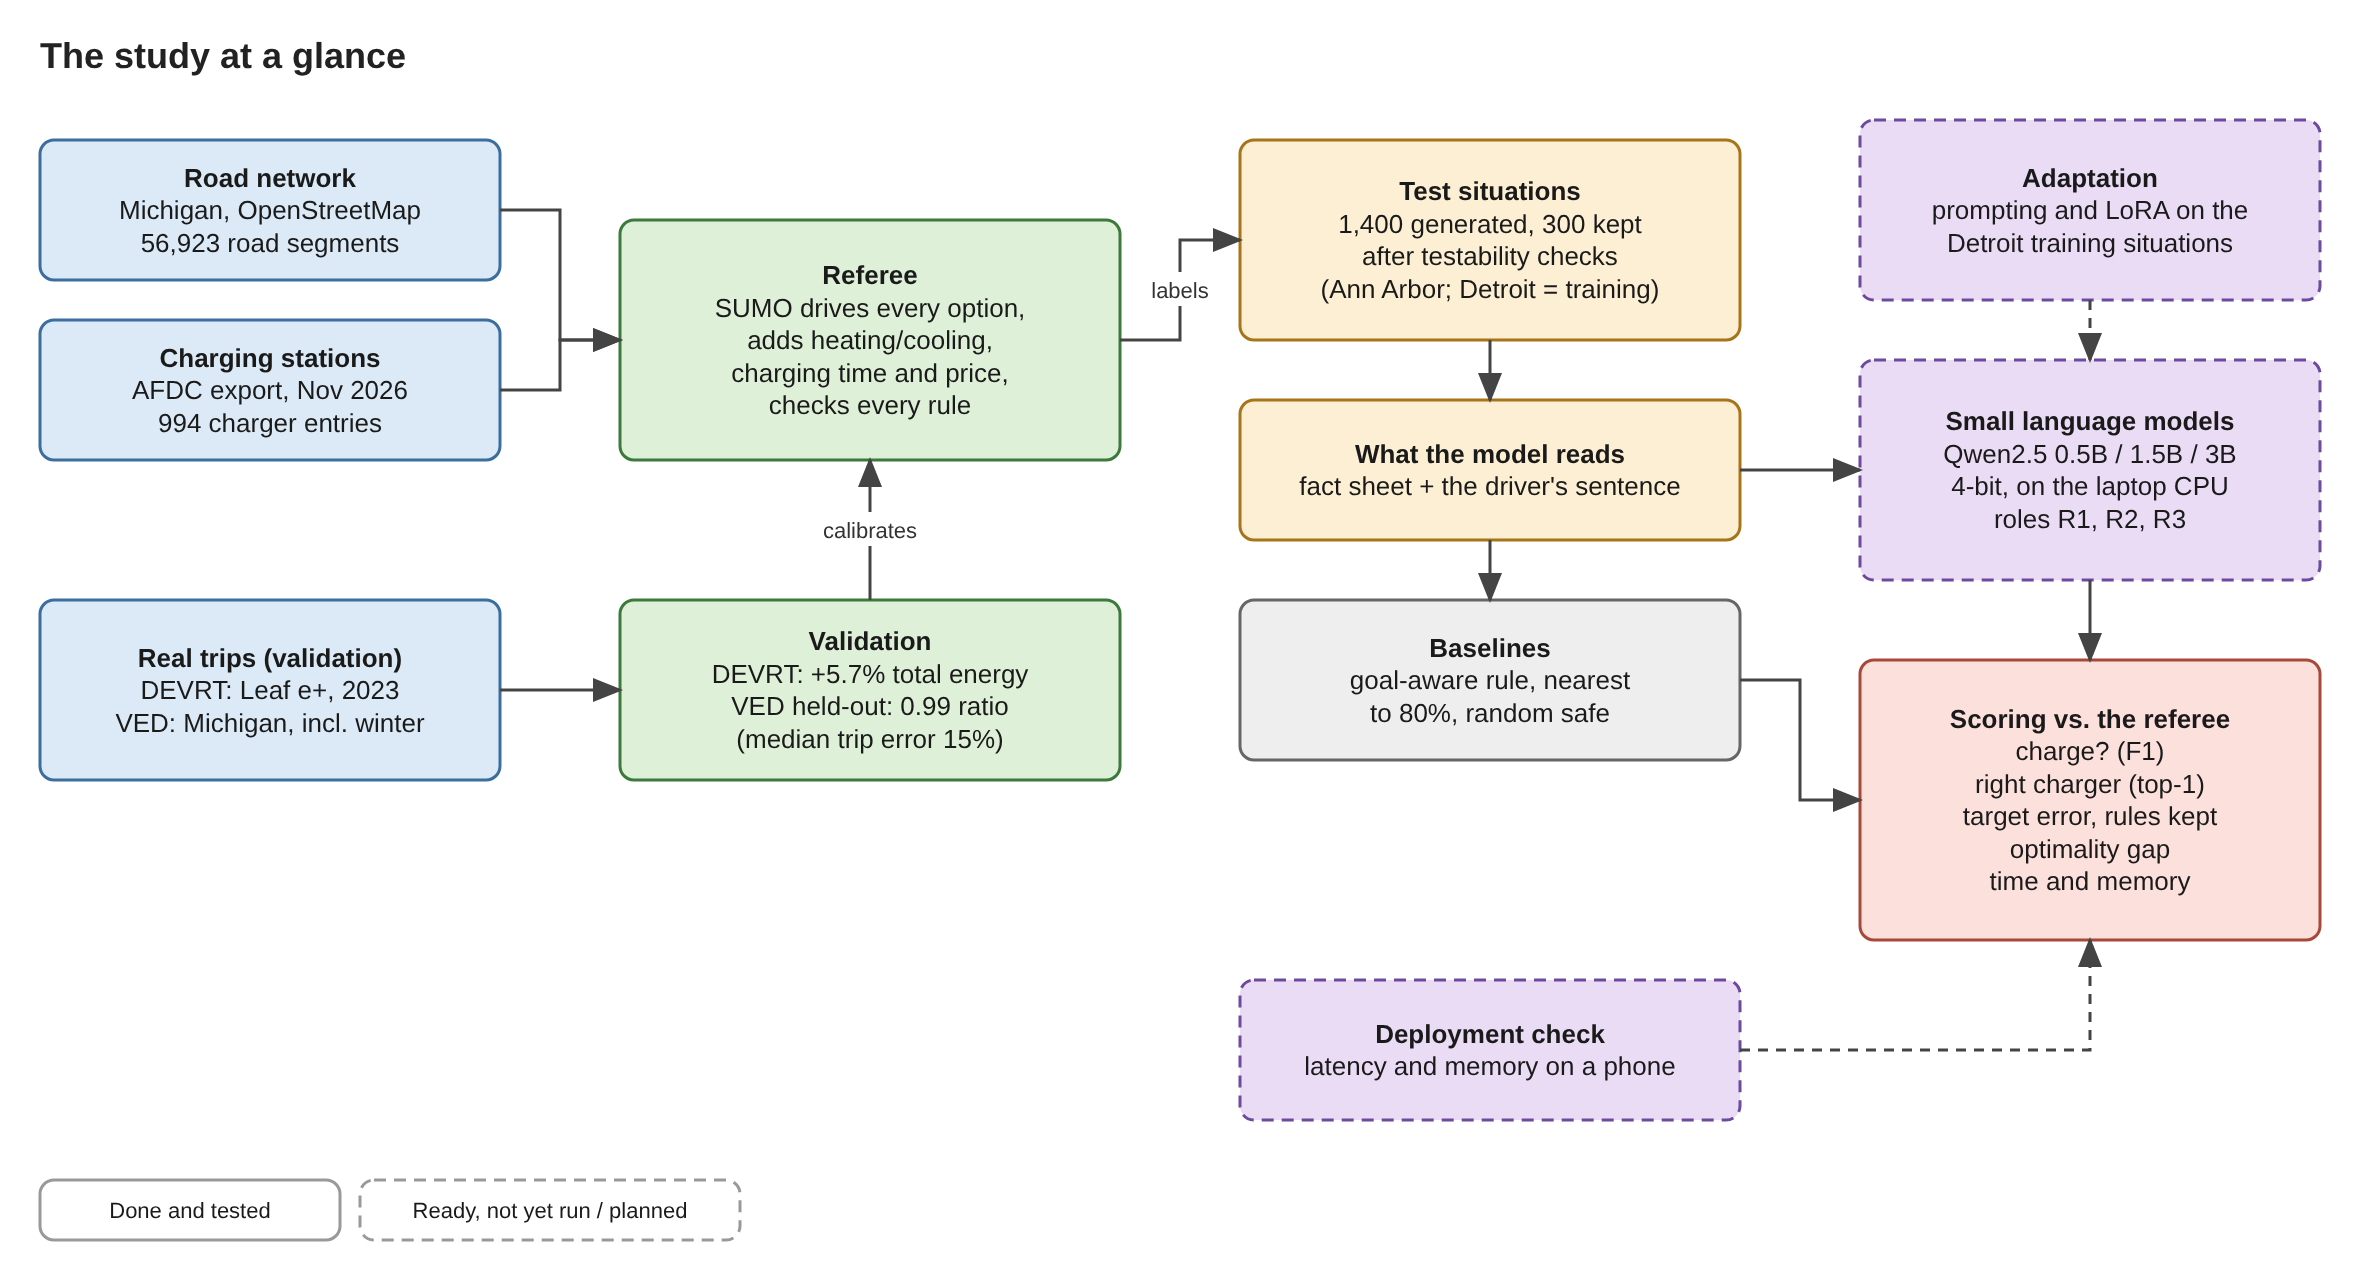 The study at a glance
Road network
Michigan, OpenStreetMap
56,923 road segments
Charging stations
AFDC export, Nov 2026
994 charger entries
Real trips (validation)
DEVRT: Leaf e+, 2023
VED: Michigan, incl. winter
Referee
SUMO drives every option,
adds heating/cooling,
charging time and price,
checks every rule
calibrates
Validation
DEVRT: +5.7% total energy
VED held-out: 0.99 ratio
(median trip error 15%)
labels
Test situations
1,400 generated, 300 kept
after testability checks
(Ann Arbor; Detroit = training)
What the model reads
fact sheet + the driver's sentence
Baselines
goal-aware rule, nearest
to 80%, random safe
Deployment check
latency and memory on a phone
Adaptation
prompting and LoRA on the
Detroit training situations
Small language models
Qwen2.5 0.5B / 1.5B / 3B
4-bit, on the laptop CPU
roles R1, R2, R3
Scoring vs. the referee
charge? (F1)
right charger (top-1)
target error, rules kept
optimality gap
time and memory
Done and tested
Ready, not yet run / planned